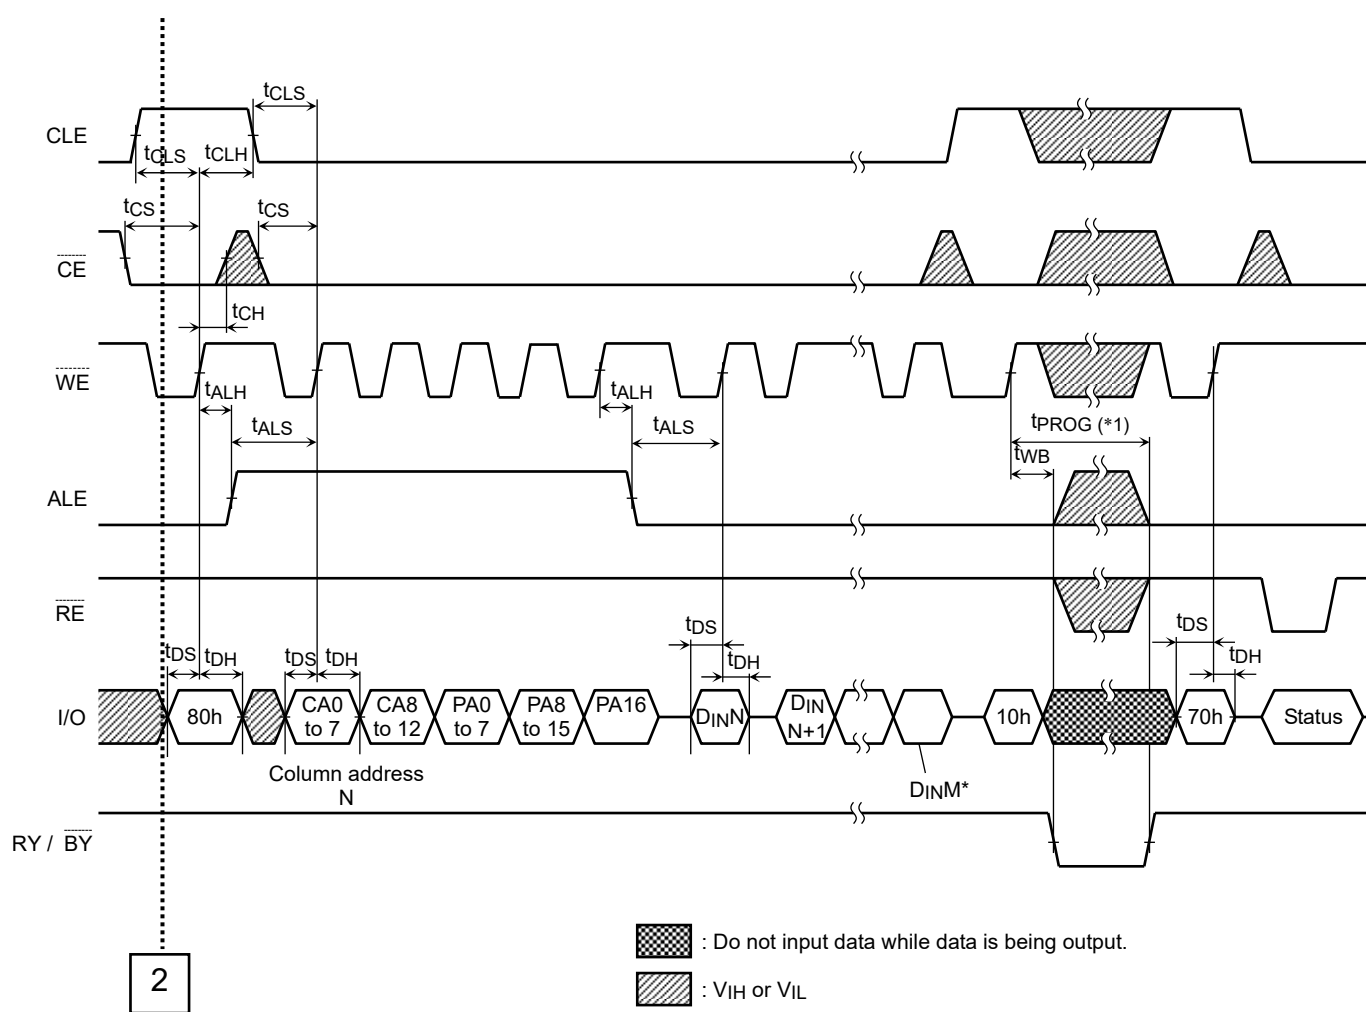 tCLS
CLE
tCLS tCLH
tCS tCS
CE
tCH
WE
tALH tALH
tALS tALS tPROG (*1)
tWB
ALE
RE
tDS tDH tDS tDH tDS tDH tDS tDH
I/O 80h CA0 to 7 CA8 to 12 PA0 to 7 PA8 to 15 PA16 DINN DIN N+1 10h 70h Status
Column address
N
DINM*
RY / BY
: Do not input data while data is being output.
2
: VIH or VIL